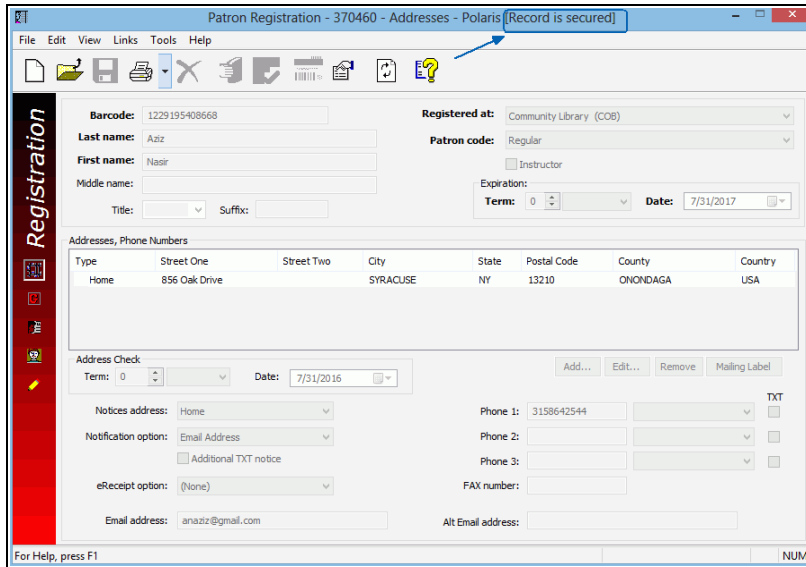 Patron Registration - 370460 - Addresses - Polaris [Record is secured]
File Edit View Links Tools Help
Registration
Barcode: 1229195408668 Registered at: Community Library (COB)
Last name: Aziz Patron code: Regular
First name: Nasir Instructor
Middle name: Expiration:
Title: Suffix: Term: 0 Date: 7/31/2017
Addresses, Phone Numbers
Type Street One Street Two City State Postal Code County Country
Home 856 Oak Drive SYRACUSE NY 13210 ONONDAGA USA
Address Check
Term: 0 Date: 7/31/2016 Add... Edit... Remove Mailing Label
TXT
Notices address: Home Phone 1: 3158642544
Notification option: Email Address Phone 2:
Additional TXT notice Phone 3:
eReceipt option: (None) FAX number:
Email address: anaziz@gmail.com Alt Email address:
For Help, press F1 NUM